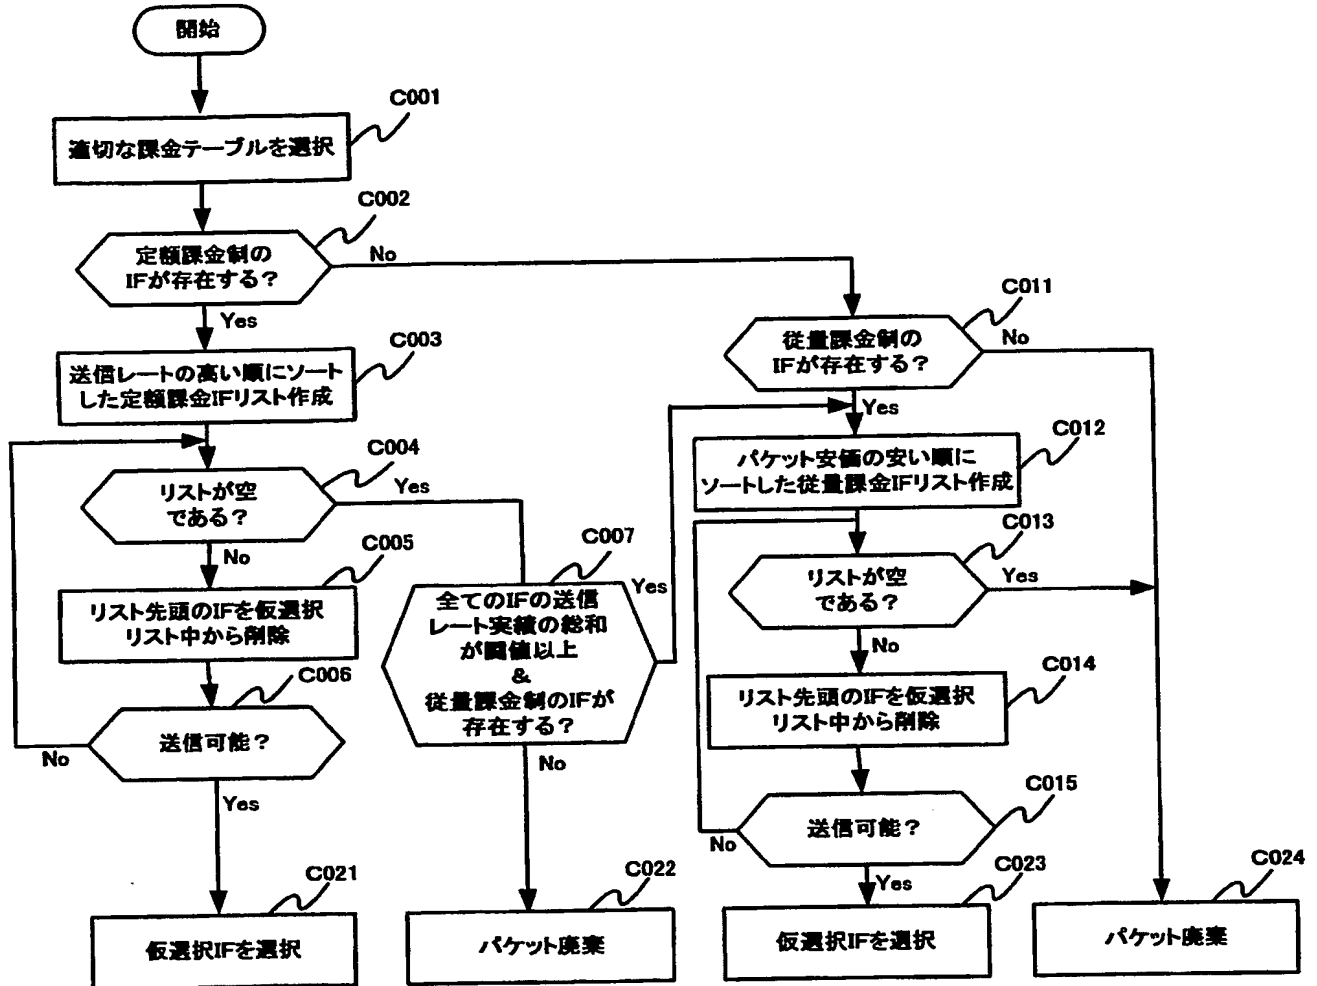 開始
C001
適切な課金テーブルを選択
C002
定額課金制の
IFが存在する?
No
Yes
C003
送信レートの高い順にソート
した定額課金IFリスト作成
C004
リストが空
である?
Yes
No
C005
リスト先頭のIFを仮選択
リスト中から削除
C006
送信可能?
No
Yes
C007
全てのIFの送信
レート実績の総和
が閾値以上
&
従量課金制のIFが
存在する?
Yes
No
C011
従量課金制の
IFが存在する?
No
Yes
C012
パケット安価の安い順に
ソートした従量課金IFリスト作成
C013
リストが空
である?
Yes
No
C014
リスト先頭のIFを仮選択
リスト中から削除
C015
送信可能?
No
Yes
C021
仮選択IFを選択
C022
パケット廃棄
C023
仮選択IFを選択
C024
パケット廃棄